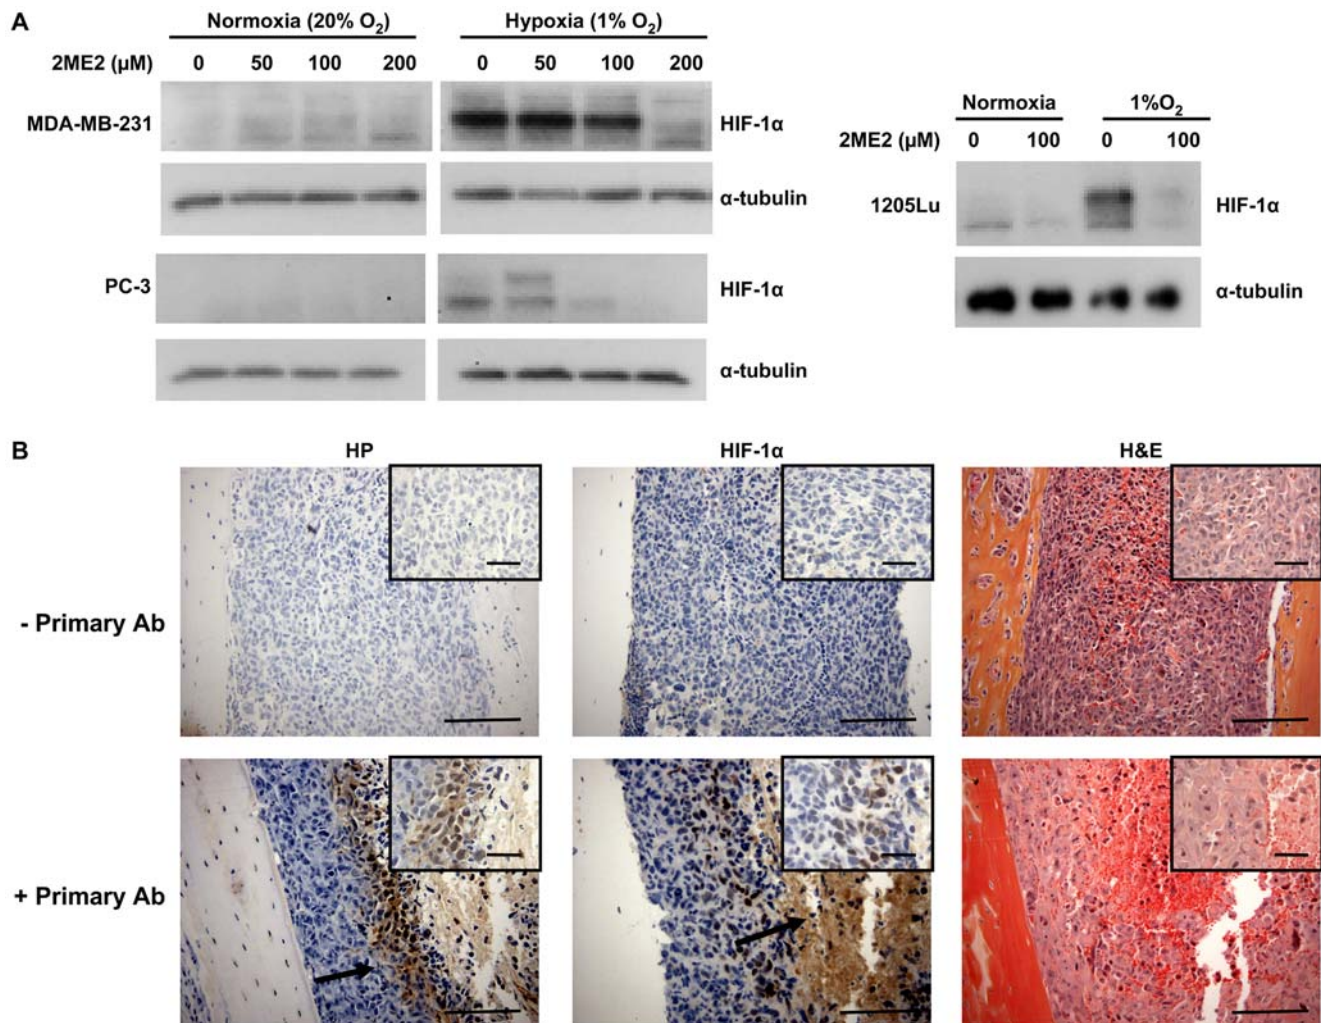 A
Normoxia (20% O₂) Hypoxia (1% O₂)
2ME2 (µM) 0 50 100 200 0 50 100 200
MDA-MB-231 HIF-1α
α-tubulin
PC-3 HIF-1α
α-tubulin
Normoxia 1%O₂
2ME2 (µM) 0 100 0 100
1205Lu HIF-1α
α-tubulin
B
HP HIF-1α H&E
- Primary Ab
+ Primary Ab